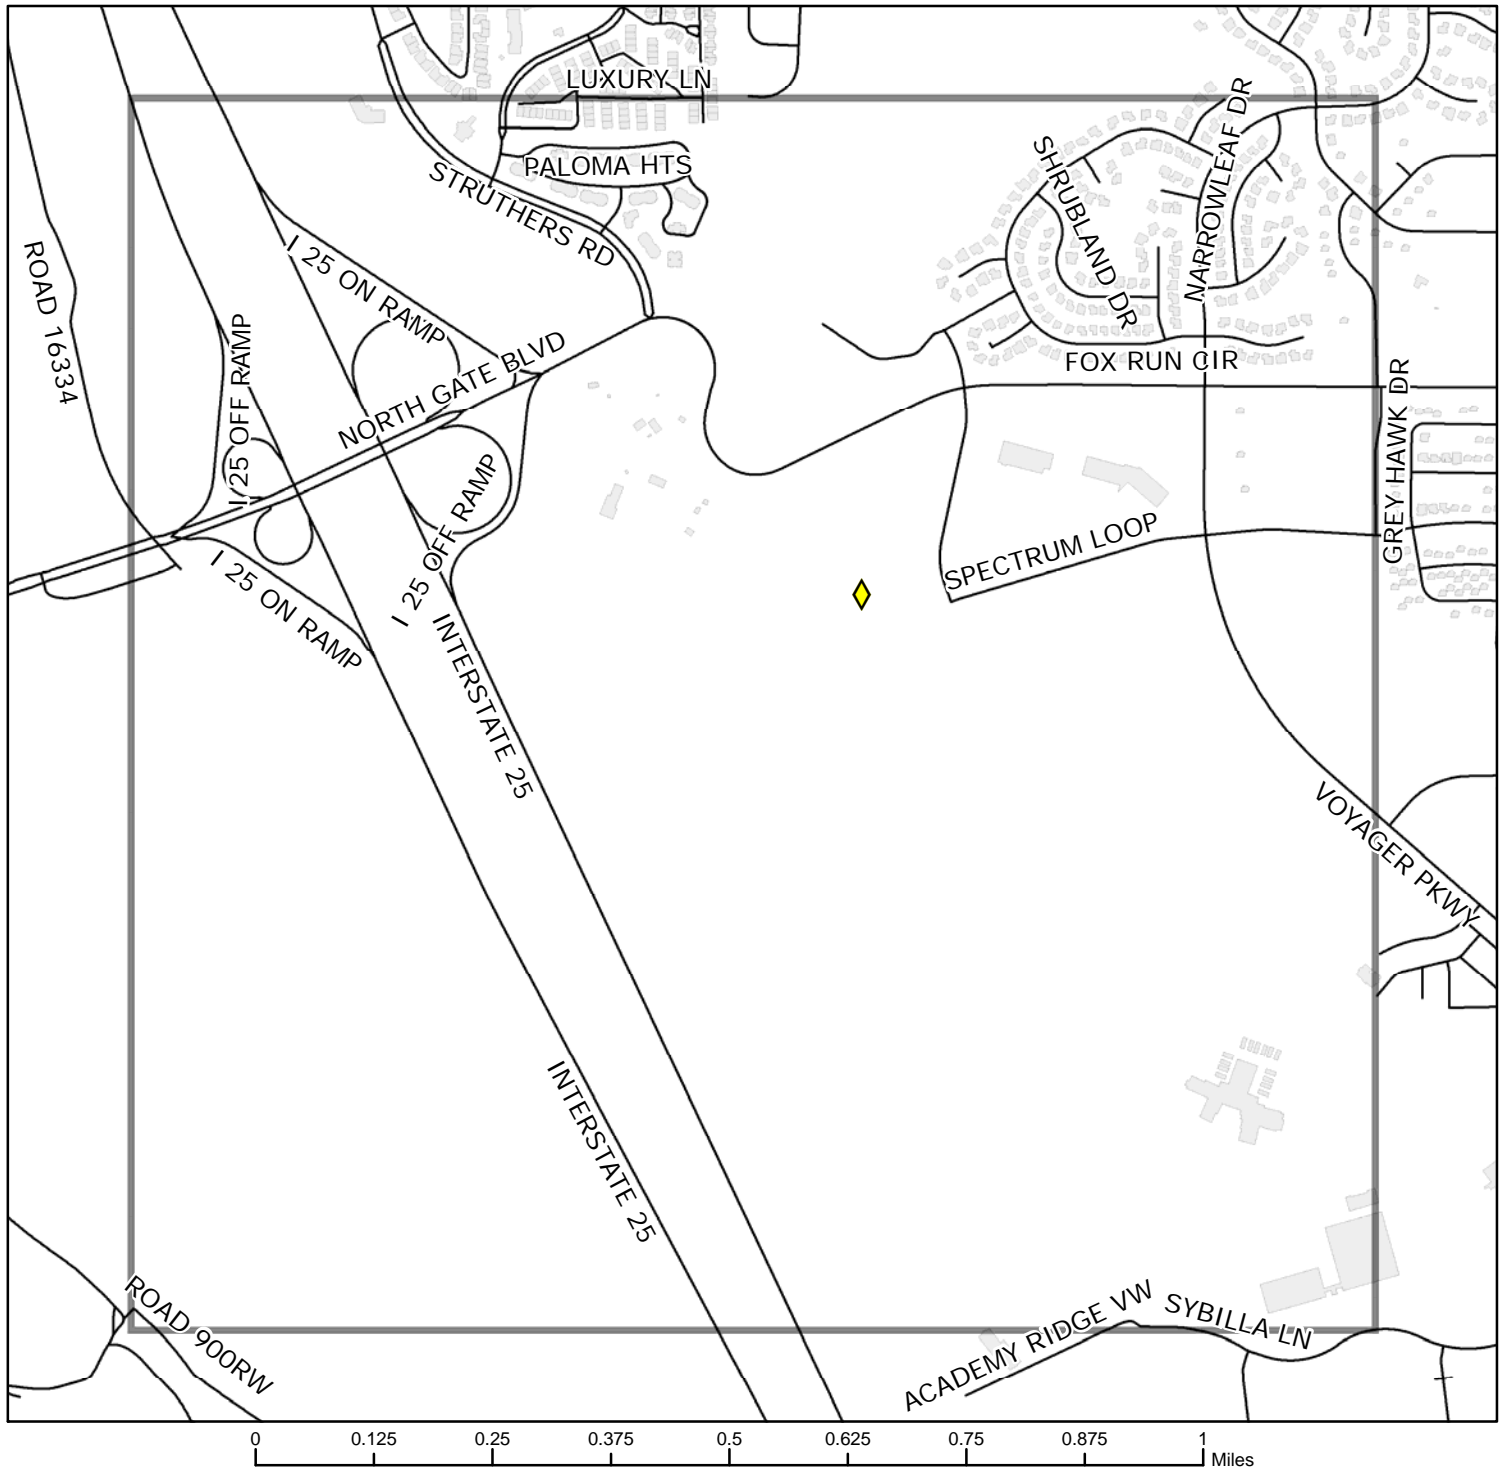 LUXURY LN
PALOMA HTS
STRUTHERS RD
NARROWLEAF DR
SHRUBLAND DR
ROAD 16334
I 25 ON RAMP
I 25 OFF RAMP
NORTH GATE BLVD
FOX RUN CIR
GREY HAWK DR
I 25 OFF RAMP
SPECTRUM LOOP
I 25 ON RAMP
INTERSTATE 25
VOYAGER PKWY
INTERSTATE 25
ROAD 900RW
ACADEMY RIDGE VW
SYBILLA LN
0 0.125 0.25 0.375 0.5 0.625 0.75 0.875 1
Miles